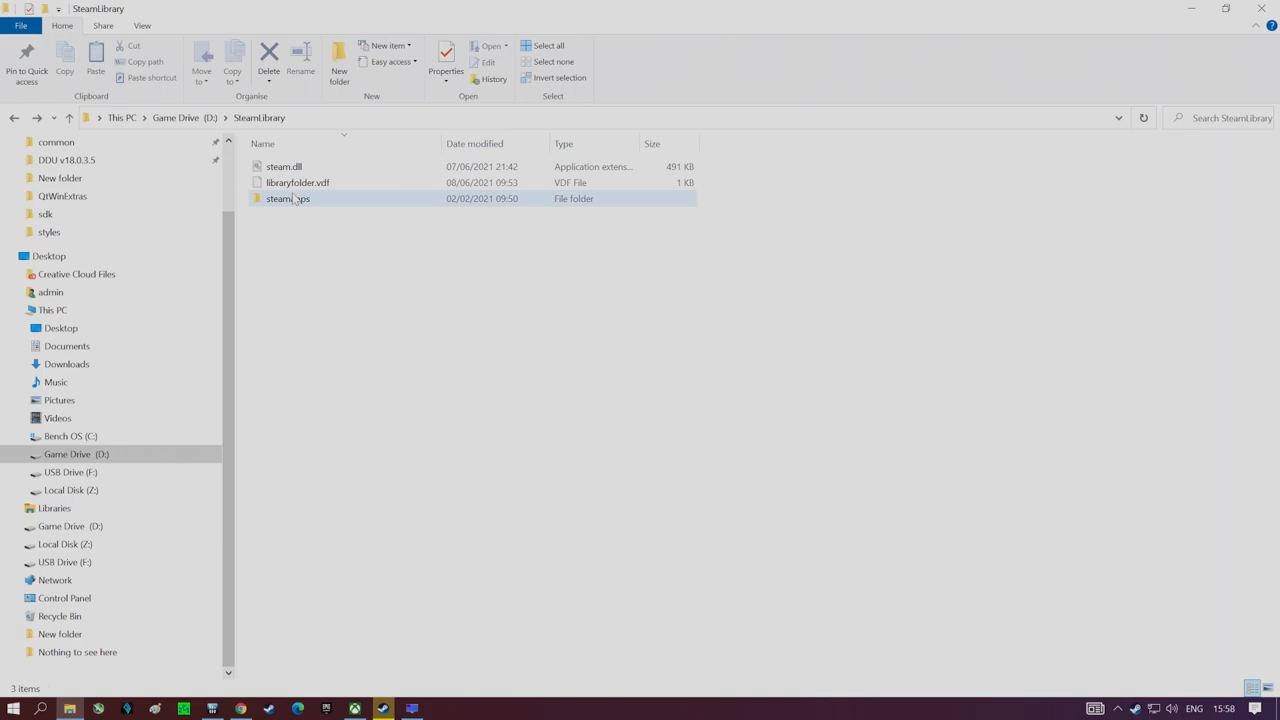 SteamLibrary
File
Home
Share
View
Pin to Quick
access
Copy
Paste
Cut
Copy path
Paste shortcut
Move
to
Copy
to
Delete
Rename
New
folder
New item
Easy access
Properties
Open
Edit
History
Select all
Select none
Invert selection
Clipboard
Organise
New
Open
Select
This PC > Game Drive (D:) > SteamLibrary
Search SteamLibrary
Name
Date modified
Type
Size
steam.dll 07/06/2021 21:42 Application extens... 491 KB
libraryfolder.vdf 08/06/2021 09:53 VDF File 1 KB
02/02/2021 09:50 File folder
common
DDU v18.0.3.5
New folder
QtWinExtras
sdk
styles
Desktop
Creative Cloud Files
admin
This PC
Desktop
Documents
Downloads
Music
Pictures
Videos
Bench OS (C:)
Game Drive (D:)
USB Drive (F:)
Local Disk (Z:)
Libraries
Game Drive (D:)
Local Disk (Z:)
USB Drive (F:)
Network
Control Panel
Recycle Bin
New folder
Nothing to see here
3 items
ENG
15:58